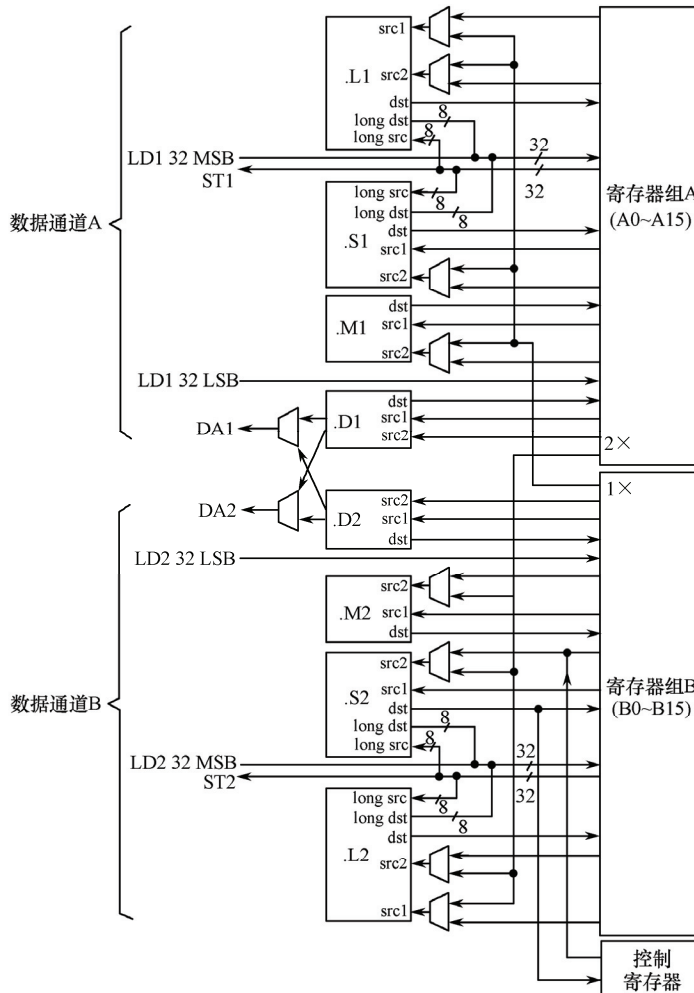 src1
.L1
src2
dst
long dst
8
8
long src
LD1 32 MSB
32
ST1
32
数据通道A
寄存器组A
(A0~A15)
long src
8
long dst
8
dst
.S1
src1
src2
dst
.M1
src1
src2
LD1 32 LSB
dst
.D1
src1
src2
DA1
2×
1×
DA2
src2
.D2
src1
dst
LD2 32 LSB
src2
.M2
src1
dst
src2
.S2
src1
dst
long dst
8
8
long src
数据通道B
寄存器组B
(B0~B15)
LD2 32 MSB
32
ST2
32
long src
8
long dst
8
dst
.L2
src2
src1
控制
寄存器